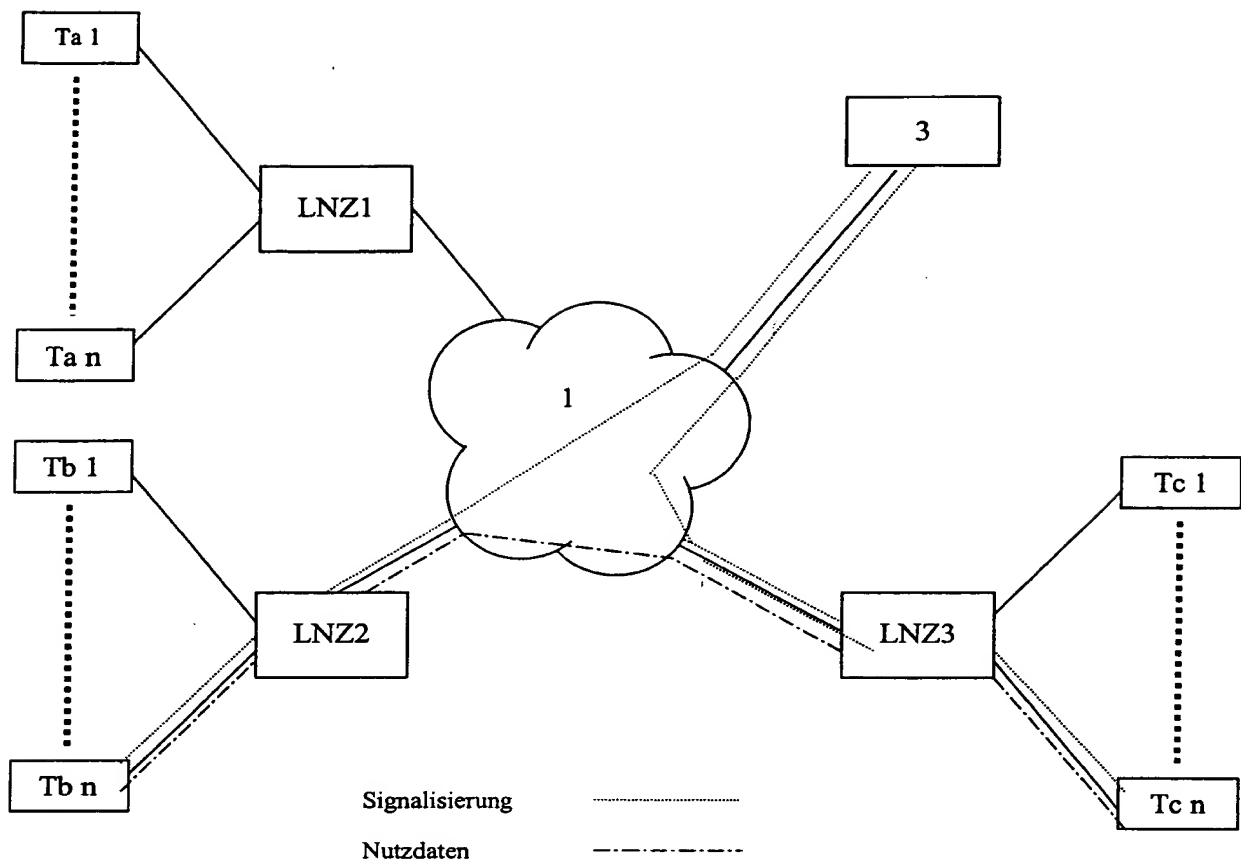 Ta 1
3
LNZ1
Ta n
1
Tb 1
Tc 1
LNZ2
LNZ3
Tb n
Tc n
Signalisierung
Nutzdaten